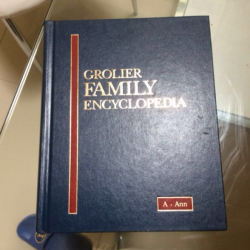 GROLIER
FAMILY
ENCYCLOPEDIA
A - Ann